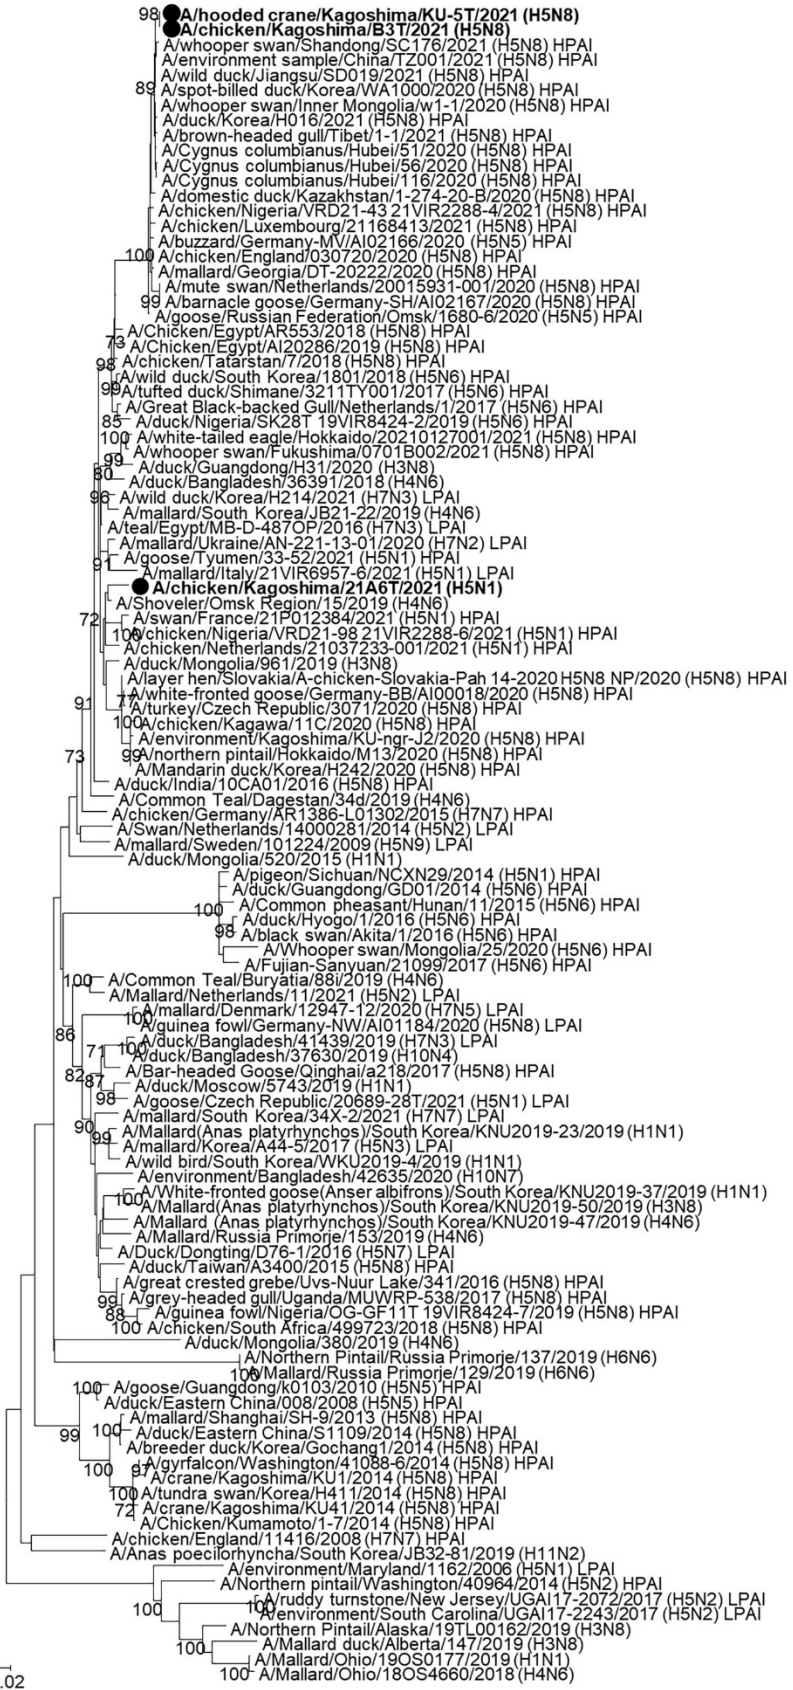 98 A/hooded crane/Kagoshima/KU-5T/2021 (H5N8)
A/chicken/Kagoshima/B3T/2021 (H5N8)
A/whooper swan/Shandong/SC176/2021 (H5N8) HPAI
A/environment sample/China/TZ001/2021 (H5N8) HPAI
A/wild duck/Jiangsu/SD019/2021 (H5N8) HPAI
89 A/spot-billed duck/Korea/WA1000/2020 (H5N8) HPAI
A/whooper swan/Inner Mongolia/w1-1/2020 (H5N8) HPAI
A/duck/Korea/H016/2021 (H5N8) HPAI
A/brown-headed gull/Tibet/1-1/2021 (H5N8) HPAI
A/Cygnus columbianus/Hubei/51/2020 (H5N8) HPAI
A/Cygnus columbianus/Hubei/56/2020 (H5N8) HPAI
A/Cygnus columbianus/Hubei/116/2020 (H5N8) HPAI
A/domestic duck/Kazakhstan/1-274-20-B/2020 (H5N8) HPAI
A/chicken/Nigeria/VRD21-43 21VIR2288-4/2021 (H5N8) HPAI
A/chicken/Luxembourg/21168413/2021 (H5N8) HPAI
A/buzzard/Germany-MV/AI02166/2020 (H5N5) HPAI
100 A/chicken/England/030720/2020 (H5N8) HPAI
A/mallard/Georgia/DT-20222/2020 (H5N8) HPAI
A/mute swan/Netherlands/20015931-001/2020 (H5N8) HPAI
99 A/barnacle goose/Germany-SH/AI02167/2020 (H5N8) HPAI
A/goose/Russian Federation/Omsk/1680-6/2020 (H5N5) HPAI
A/Chicken/Egypt/AR553/2018 (H5N8) HPAI
73 A/Chicken/Egypt/AI20286/2019 (H5N8) HPAI
98 A/chicken/Tatarstan/7/2018 (H5N8) HPAI
A/wild duck/South Korea/1801/2018 (H5N6) HPAI
99 A/tufted duck/Shimane/3211TY001/2017 (H5N6) HPAI
A/Great Black-backed Gull/Netherlands/1/2017 (H5N6) HPAI
85 A/duck/Nigeria/SK28T 19VIR8424-2/2019 (H5N6) HPAI
100 A/white-tailed eagle/Hokkaido/20210127001/2021 (H5N8) HPAI
A/whooper swan/Fukushima/0701B002/2021 (H5N8) HPAI
99 A/duck/Guangdong/H31/2020 (H3N8)
80 A/duck/Bangladesh/36391/2018 (H4N6)
96 A/wild duck/Korea/H214/2021 (H7N3) LPAI
A/mallard/South Korea/JB21-22/2019 (H4N6)
A/teal/Egypt/MB-D-487OP/2016 (H7N3) LPAI
A/mallard/Ukraine/AN-221-13-01/2020 (H7N2) LPAI
91 A/goose/Tyumen/33-52/2021 (H5N1) HPAI
A/mallard/Italy/21VIR6957-6/2021 (H5N1) LPAI
A/chicken/Kagoshima/21A6T/2021 (H5N1)
A/Shoveler/Omsk Region/15/2019 (H4N6)
72 A/swan/France/21P012384/2021 (H5N1) HPAI
100 A/chicken/Nigeria/VRD21-98 21VIR2288-6/2021 (H5N1) HPAI
A/chicken/Netherlands/21037233-001/2021 (H5N1) HPAI
A/duck/Mongolia/961/2019 (H3N8)
A/layer hen/Slovakia/A-chicken-Slovakia-Pah 14-2020 H5N8 NP/2020 (H5N8) HPAI
77 A/white-fronted goose/Germany-BB/AI00018/2020 (H5N8) HPAI
91 A/turkey/Czech Republic/3071/2020 (H5N8) HPAI
100 A/chicken/Kagawa/11C/2020 (H5N8) HPAI
A/environment/Kagoshima/KU-ngr-J2/2020 (H5N8) HPAI
73 99 A/northern pintail/Hokkaido/M13/2020 (H5N8) HPAI
A/Mandarin duck/Korea/H242/2020 (H5N8) HPAI
A/duck/India/10CA01/2016 (H5N8) HPAI
A/Common Teal/Dagestan/34d/2019 (H4N6)
A/chicken/Germany/AR1386-L01302/2015 (H7N7) HPAI
A/Swan/Netherlands/14000281/2014 (H5N2) LPAI
A/mallard/Sweden/101224/2009 (H5N9) LPAI
A/duck/Mongolia/520/2015 (H1N1)
A/pigeon/Sichuan/NCXN29/2014 (H5N1) HPAI
A/duck/Guangdong/GD01/2014 (H5N6) HPAI
100 A/Common pheasant/Hunan/11/2015 (H5N6) HPAI
A/duck/Hyogo/1/2016 (H5N6) HPAI
98 A/black swan/Akita/1/2016 (H5N6) HPAI
A/Whooper swan/Mongolia/25/2020 (H5N6) HPAI
A/Fujian-Sanyuan/21099/2017 (H5N6) HPAI
100 A/Common Teal/Buryatia/88i/2019 (H4N6)
A/Mallard/Netherlands/11/2021 (H5N2) LPAI
100 A/mallard/Denmark/12947-12/2020 (H7N5) LPAI
A/guinea fowl/Germany-NW/AI01184/2020 (H5N8) LPAI
86 100 A/duck/Bangladesh/41439/2019 (H7N3) LPAI
71 A/duck/Bangladesh/37630/2019 (H10N4)
82 A/Bar-headed Goose/Qinghai/a218/2017 (H5N8) HPAI
87 A/duck/Moscow/5743/2019 (H1N1)
98 A/goose/Czech Republic/20689-28T/2021 (H5N1) LPAI
A/mallard/South Korea/34X-2/2021 (H7N7) LPAI
90 A/Mallard(Anas platyrhynchos)/South Korea/KNU2019-23/2019 (H1N1)
99 A/mallard/Korea/A44-5/2017 (H5N3) LPAI
A/wild bird/South Korea/WKU2019-4/2019 (H1N1)
A/environment/Bangladesh/42635/2020 (H10N7)
100 A/White-fronted goose(Anser albifrons)/South Korea/KNU2019-37/2019 (H1N1)
A/Mallard(Anas platyrhynchos)/South Korea/KNU2019-50/2019 (H3N8)
A/Mallard (Anas platyrhynchos)/South Korea/KNU2019-47/2019 (H4N6)
A/Mallard/Russia Primorje/153/2019 (H4N6)
A/Duck/Dongting/D76-1/2016 (H5N7) LPAI
A/duck/Taiwan/A3400/2015 (H5N8) HPAI
A/great crested grebe/Uvs-Nuur Lake/341/2016 (H5N8) HPAI
99 A/grey-headed gull/Uganda/MUWRP-538/2017 (H5N8) HPAI
88 A/guinea fowl/Nigeria/OG-GF11T 19VIR8424-7/2019 (H5N8) HPAI
100 A/chicken/South Africa/499723/2018 (H5N8) HPAI
A/duck/Mongolia/380/2019 (H4N6)
A/Northern Pintail/Russia Primorje/137/2019 (H6N6)
100 A/Mallard/Russia Primorje/129/2019 (H6N6)
100 A/goose/Guangdong/k0103/2010 (H5N5) HPAI
A/duck/Eastern China/008/2008 (H5N5) HPAI
A/mallard/Shanghai/SH-9/2013 (H5N8) HPAI
99 100 A/duck/Eastern China/S1109/2014 (H5N8) HPAI
A/breeder duck/Korea/Gochang1/2014 (H5N8) HPAI
100 97 A/gyrfalcon/Washington/41088-6/2014 (H5N8) HPAI
A/crane/Kagoshima/KU1/2014 (H5N8) HPAI
100 A/tundra swan/Korea/H411/2014 (H5N8) HPAI
72 A/crane/Kagoshima/KU41/2014 (H5N8) HPAI
A/Chicken/Kumamoto/1-7/2014 (H5N8) HPAI
A/chicken/England/11416/2008 (H7N7) HPAI
A/Anas poecilorhyncha/South Korea/JB32-81/2019 (H11N2)
A/environment/Maryland/1162/2006 (H5N1) LPAI
A/Northern pintail/Washington/40964/2014 (H5N2) HPAI
100 100 A/ruddy turnstone/New Jersey/UGAI17-2072/2017 (H5N2) LPAI
A/environment/South Carolina/UGAI17-2243/2017 (H5N2) LPAI
A/Northern Pintail/Alaska/19TL00162/2019 (H3N8)
100 A/Mallard duck/Alberta/147/2019 (H3N8)
A/Mallard/Ohio/19OS0177/2019 (H1N1)
100 A/Mallard/Ohio/18OS4660/2018 (H4N6)
.02